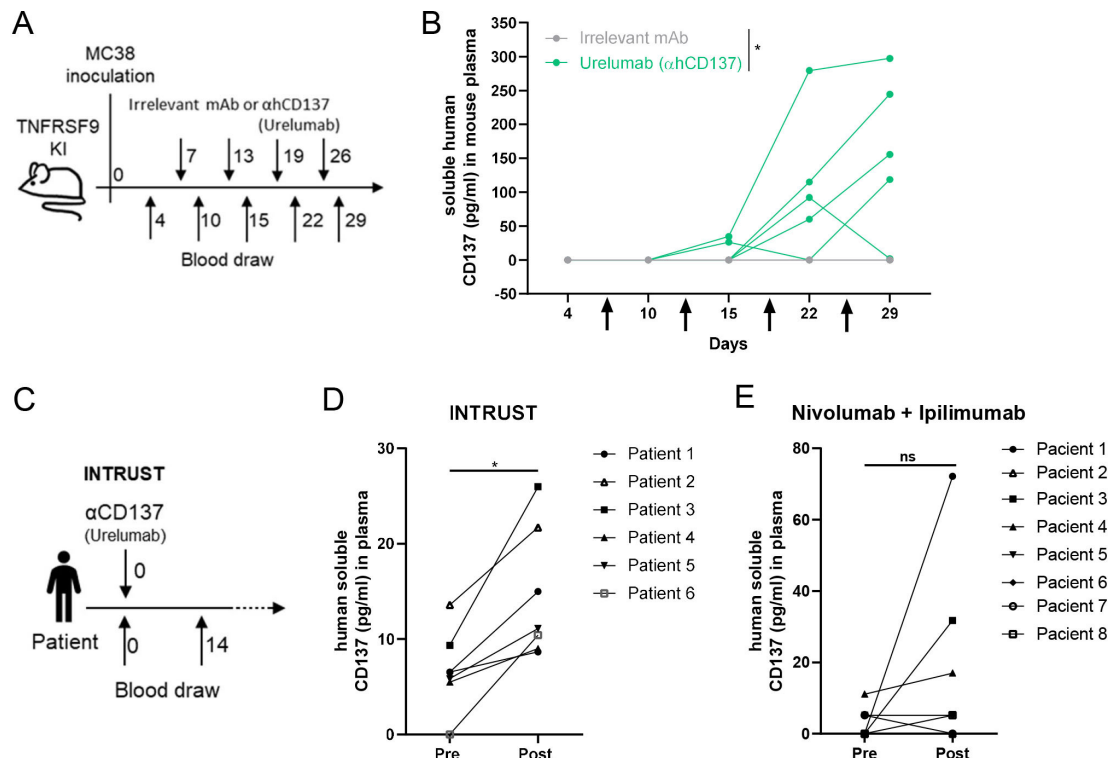 A
MC38
inoculation
Irrelevant mAb or αhCD137
(Urelumab)
TNFRSF9
KI
0
7
13
19
26
4
10
15
22
29
Blood draw
B
Irrelevant mAb
Urelumab (αhCD137)
*
soluble human
CD137 (pg/ml) in mouse plasma
350
300
250
200
150
100
50
0
-50
4
10
15
22
29
Days
C
INTRUST
αCD137
(Urelumab)
0
Patient
0
14
Blood draw
D
INTRUST
human soluble
CD137 (pg/ml) in plasma
30
20
10
0
*
Pre
Post
Patient 1
Patient 2
Patient 3
Patient 4
Patient 5
Patient 6
E
Nivolumab + Ipilimumab
human soluble
CD137 (pg/ml) in plasma
80
60
40
20
0
ns
Pre
Post
Pacient 1
Pacient 2
Pacient 3
Pacient 4
Pacient 5
Pacient 6
Pacient 7
Pacient 8